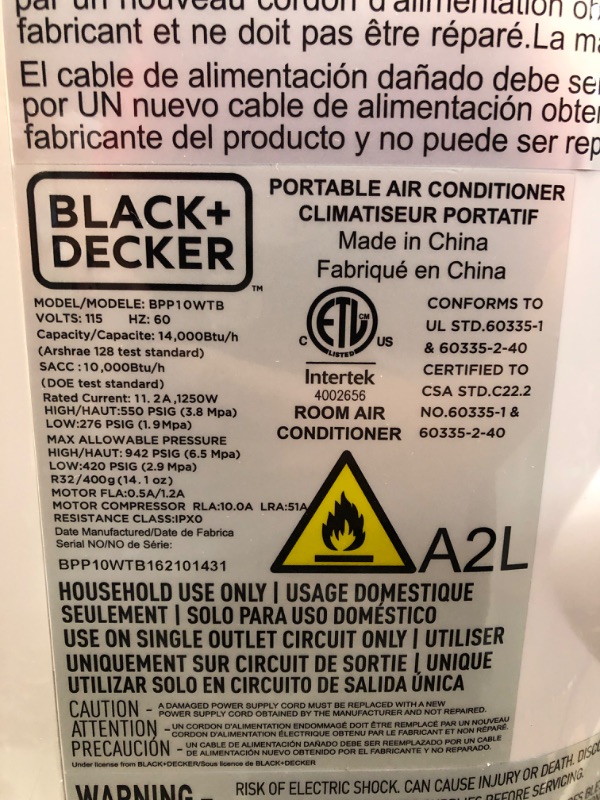 par un nouveau cordon d'alimentation
fabricant et ne doit pas être réparé.La
El cable de alimentación dañado debe
por UN nuevo cable de alimentación
fabricante del producto y no puede ser
BLACK+
DECKER
TM
PORTABLE AIR CONDITIONER
CLIMATISEUR PORTATIF
Made in China
Fabriqué en China
MODEL/MODELE: BPP10WTB
VOLTS: 115 HZ: 60
Capacity/Capacite: 14,000Btu/h
(Arshrae 128 test standard)
SACC :10,000Btu/h
(DOE test standard)
Rated Current: 11. 2A ,1250W
HIGH/HAUT:550 PSIG (3.8 Mpa)
LOW:276 PSIG (1.9Mpa)
MAX ALLOWABLE PRESSURE
HIGH/HAUT: 942 PSIG (6.5 Mpa)
LOW:420 PSIG (2.9 Mpa)
R32/400g(14. 1 oz)
MOTOR FLA:0.5A/1.2A
MOTOR COMPRESSOR RLA:10.0A LRA:51A
RESISTANCE CLASS:IPX0
Date Manufactured/Date de Fabrica
Serial NO/NO de Série:
BPP10WTB162101431
C ETL CM US
LISTED
Intertek
4002656
ROOM AIR
CONDITIONER
CONFORMS TO
UL STD.60335-1
& 60335-2-40
CERTIFIED TO
CSA STD.C22.2
NO.60335-1 &
60335-2-40
A2L
HOUSEHOLD USE ONLY | USAGE DOMESTIQUE
SEULEMENT | SOLO PARA USO DOMÉSTICO
USE ON SINGLE OUTLET CIRCUIT ONLY | UTILISER
UNIQUEMENT SUR CIRCUIT DE SORTIE | UNIQUE
UTILIZAR SOLO EN CIRCUITO DE SALIDA ÚNICA
CAUTION - A DAMAGED POWER SUPPLY CORD MUST BE REPLACED WITH A NEW
POWER SUPPLY CORD OBTAINED BY THE MANUFACTURER AND NOT REPAIRED.
ATTENTION - UN CORDON D'ALIMENTATION ENDOMMAGÉ DOIT ÊTRE REMPLACÉ PAR UN NOUVEAU
CORDON D'ALIMENTATION ÉLECTRIQUE OBTENU PAR LE FABRICANT ET NON RÉPARÉ.
PRECAUCIÓN - UN CABLE DE ALIMENTACIÓN DAÑADO DEBE SER REEMPLAZADO POR UN CABLE
DE ALIMENTACIÓN NUEVO OBTENIDO POR EL FABRICANTE Y NO REPARADO.
Under license from BLACK+DECKER/Sous licence de BLACK+DECKER
WARNING - RISK OF ELECTRIC SHOCK. CAN CAUSE INJURY OR DEATH.
BEFORE SERVICING.